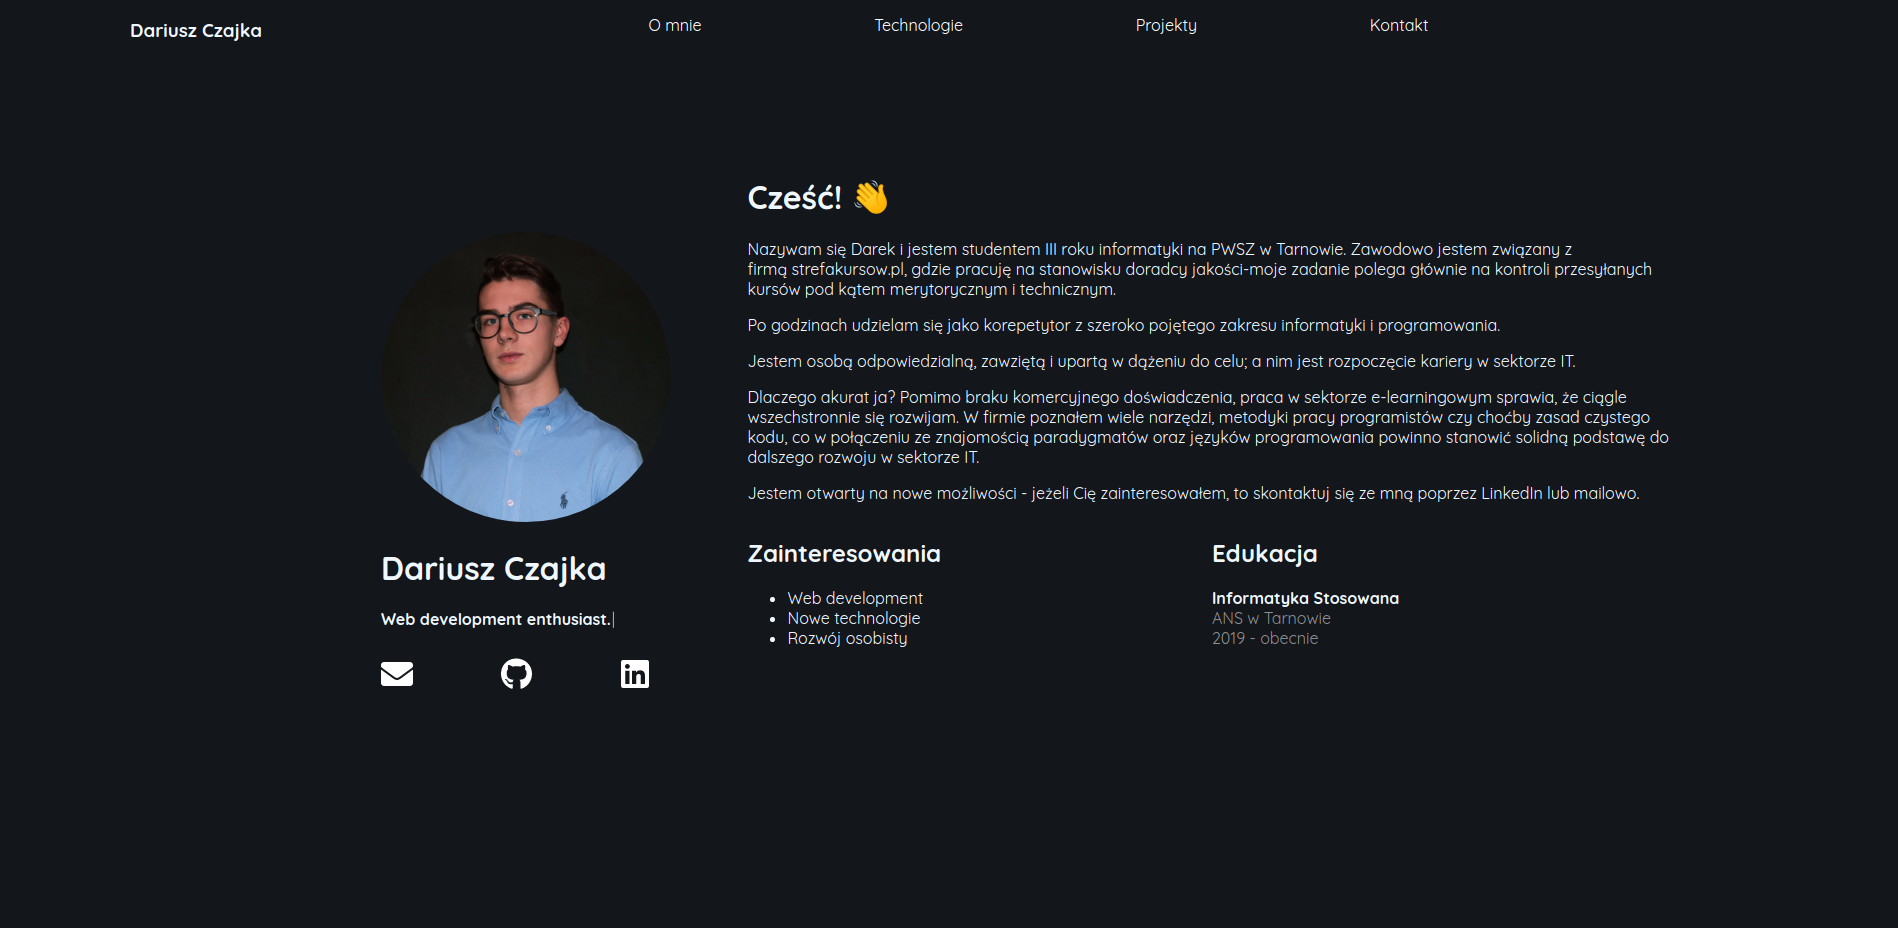 Dariusz Czajka
O mnie
Technologie
Projekty
Kontakt
Cześć! 👋
Nazywam się Darek i jestem studentem III roku informatyki na PWSZ w Tarnowie. Zawodowo jestem związany z
firmą strefakursow.pl, gdzie pracuję na stanowisku doradcy jakości-moje zadanie polega głównie na kontroli przesyłanych
kursów pod kątem merytorycznym i technicznym.
Po godzinach udzielam się jako korepetytor z szeroko pojętego zakresu informatyki i programowania.
Jestem osobą odpowiedzialną, zawziętą i upartą w dążeniu do celu; a nim jest rozpoczęcie kariery w sektorze IT.
Dlaczego akurat ja? Pomimo braku komercyjnego doświadczenia, praca w sektorze e-learningowym sprawia, że ciągle
wszechstronnie się rozwijam. W firmie poznałem wiele narzędzi, metodyki pracy programistów czy choćby zasad czystego
kodu, co w połączeniu ze znajomością paradygmatów oraz języków programowania powinno stanowić solidną podstawę do
dalszego rozwoju w sektorze IT.
Jestem otwarty na nowe możliwości - jeżeli Cię zainteresowałem, to skontaktuj się ze mną poprzez LinkedIn lub mailowo.
Dariusz Czajka
Web development enthusiast.
Zainteresowania
Web development
Nowe technologie
Rozwój osobisty
Edukacja
Informatyka Stosowana
ANS w Tarnowie
2019 - obecnie